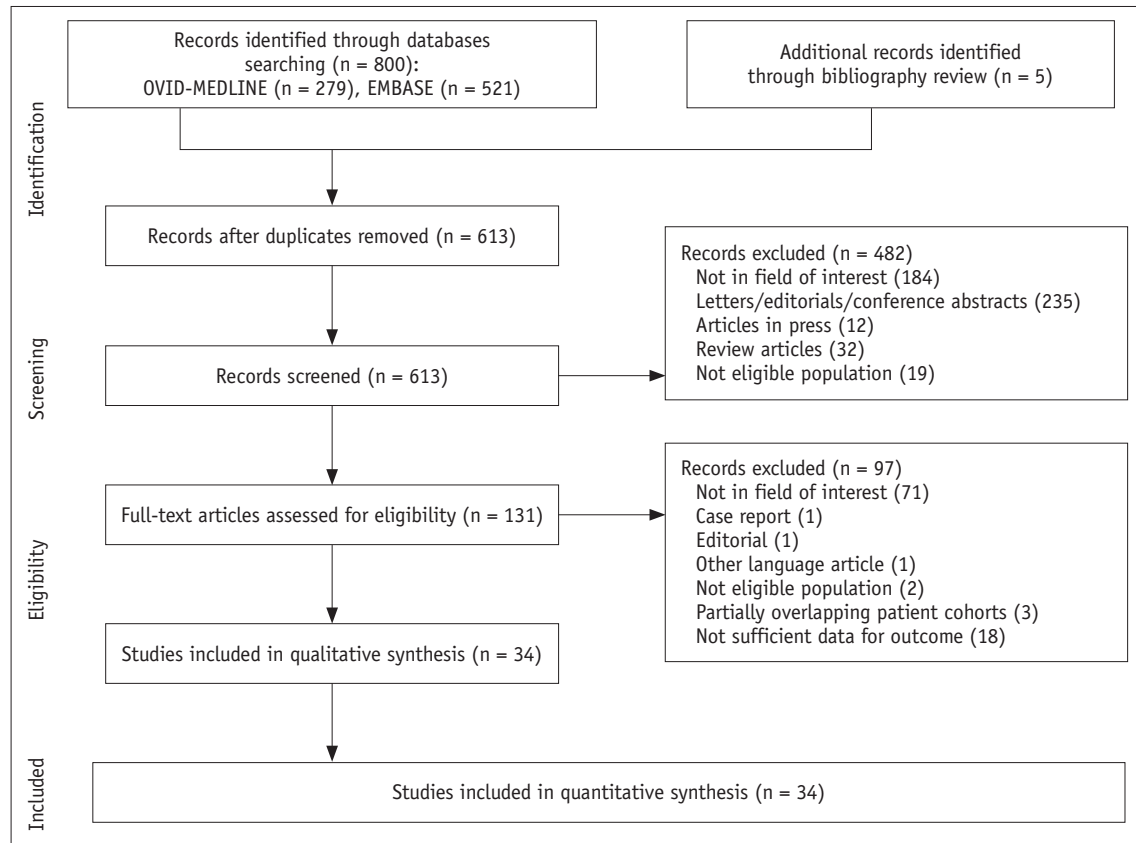 Records identified through databases
searching (n = 800):
OVID-MEDLINE (n = 279), EMBASE (n = 521)
Additional records identified
through bibliography review (n = 5)
Identification
Records after duplicates removed (n = 613)
Records excluded (n = 482)
Not in field of interest (184)
Letters/editorials/conference abstracts (235)
Articles in press (12)
Review articles (32)
Not eligible population (19)
Screening
Records screened (n = 613)
Records excluded (n = 97)
Not in field of interest (71)
Case report (1)
Editorial (1)
Other language article (1)
Not eligible population (2)
Partially overlapping patient cohorts (3)
Not sufficient data for outcome (18)
Eligibility
Full-text articles assessed for eligibility (n = 131)
Studies included in qualitative synthesis (n = 34)
Included
Studies included in quantitative synthesis (n = 34)